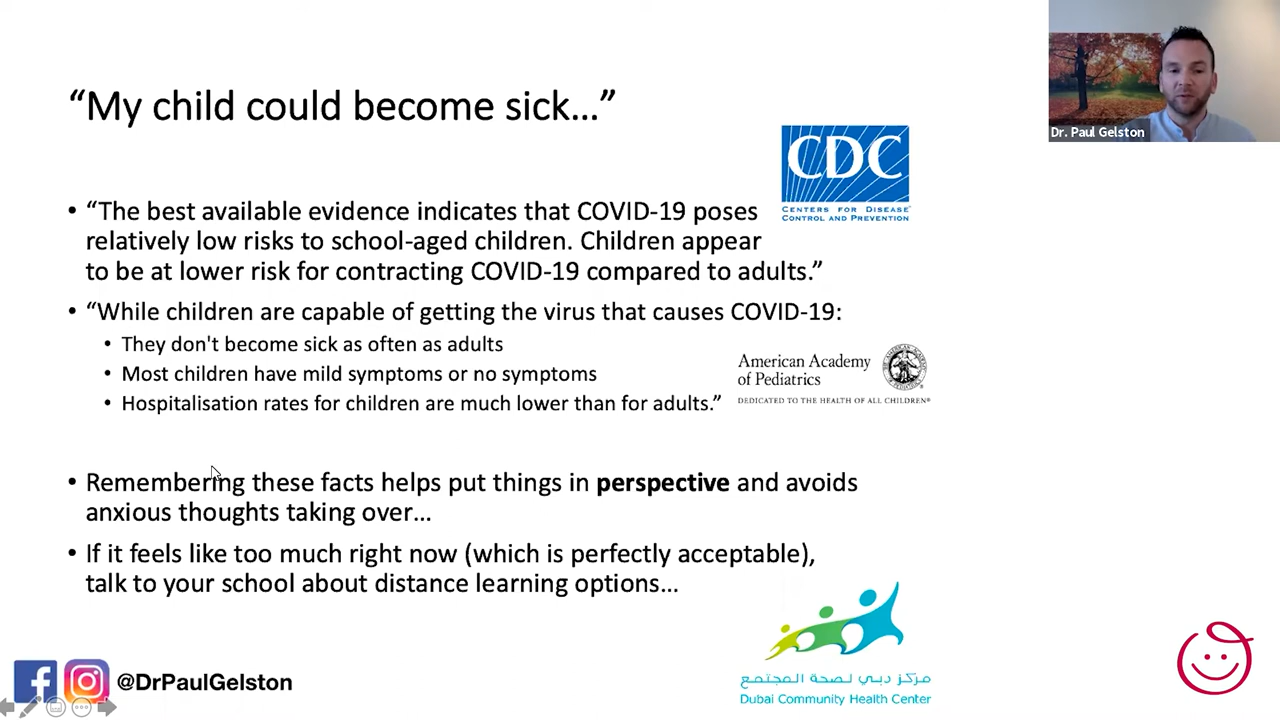 “My child could become sick...”
Dr. Paul Gelston
CDC
CENTERS FOR DISEASE
CONTROL AND PREVENTION
• “The best available evidence indicates that COVID-19 poses
relatively low risks to school-aged children. Children appear
to be at lower risk for contracting COVID-19 compared to adults.”
• “While children are capable of getting the virus that causes COVID-19:
• They don't become sick as often as adults
• Most children have mild symptoms or no symptoms
• Hospitalisation rates for children are much lower than for adults.”
American Academy
of Pediatrics
DEDICATED TO THE HEALTH OF ALL CHILDREN®
• Remembering these facts helps put things in perspective and avoids
anxious thoughts taking over...
• If it feels like too much right now (which is perfectly acceptable),
talk to your school about distance learning options...
مركز دبي لصحة المجتمع
Dubai Community Health Center
@DrPaulGelston